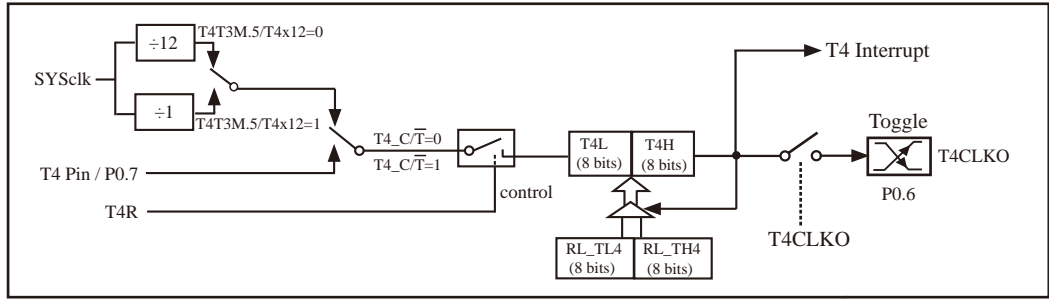 T4T3M.5/T4x12=0
÷12
SYSclk
÷1
T4T3M.5/T4x12=1
T4 Interrupt
Toggle
T4_C/T̅=0
T4_C/T̅=1
T4L
(8 bits)
T4H
(8 bits)
T4CLKO
P0.6
T4 Pin / P0.7
control
T4R
T4CLKO
RL_TL4
(8 bits)
RL_TH4
(8 bits)